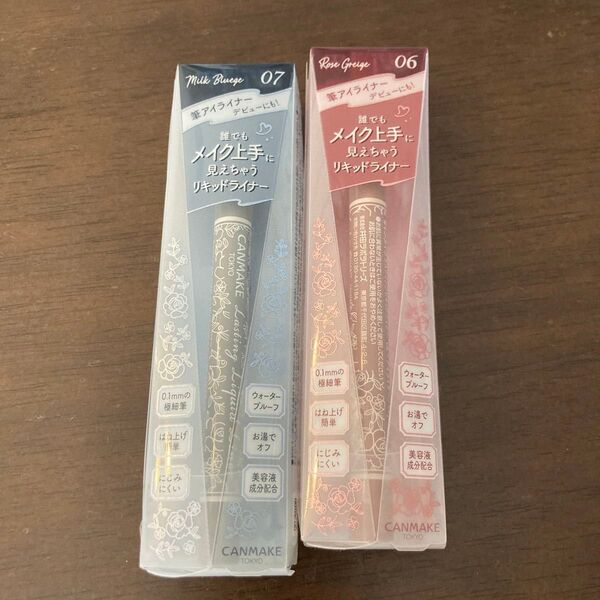 Milk Bluege 07
筆アイライナー
デビューにも!
誰でも
メイク上手に
見えちゃう
リキッドライナー
CANMAKE
TOKYO
Lasting Liquid
0.1mmの
極細筆
はね上げ
簡単
にじみ
にくい
ウォーター
プルーフ
お湯で
オフ
美容液
成分配合
CANMAKE
TOKYO
Rose Greige 06
筆アイライナー
デビューにも!
誰でも
メイク上手に
見えちゃう
リキッドライナー
0.1mmの
極細筆
はね上げ
簡単
にじみ
にくい
ウォーター
プルーフ
お湯で
オフ
美容液
成分配合
CANMAKE
TOKYO